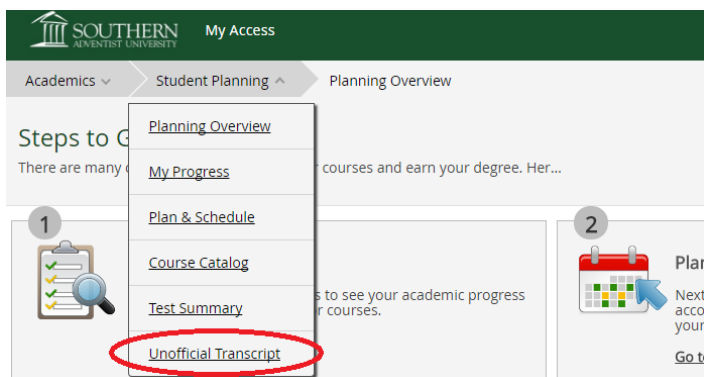 SOUTHERN
ADVENTIST UNIVERSITY
My Access
Academics
Student Planning
Planning Overview
Steps to G
There are many
r courses and earn your degree. Her...
Planning Overview
My Progress
Plan & Schedule
Course Catalog
Test Summary
Unofficial Transcript
1
s to see your academic progress
r courses.
2
Plan
Next
acco
your
Go to